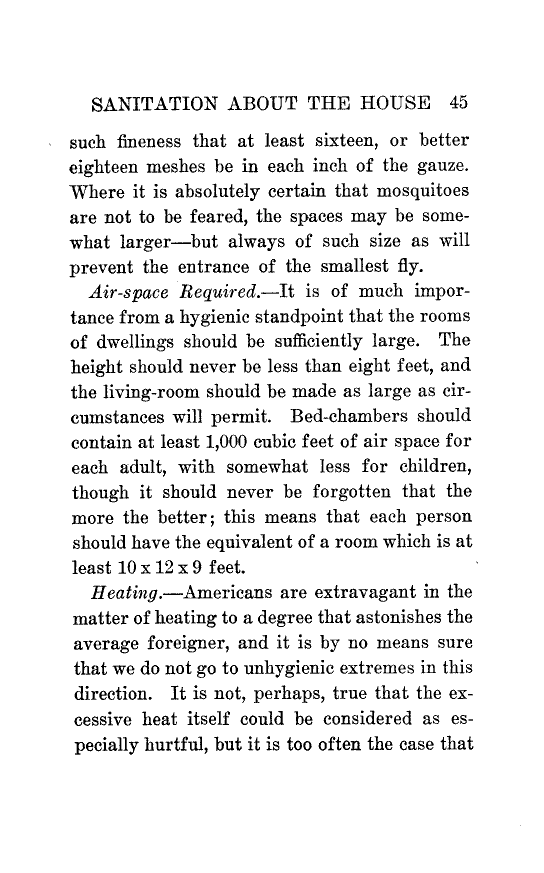 SANITATION ABOUT THE HOUSE 45
such fineness that at least sixteen, or better
eighteen meshes be in each inch of the gauze.
Where it is absolutely certain that mosquitoes
are not to be feared, the spaces may be some-
what larger—but always of such size as will
prevent the entrance of the smallest fly.
Air-space Required.—It is of much impor-
tance from a hygienic standpoint that the rooms
of dwellings should be sufficiently large. The
height should never be less than eight feet, and
the living-room should be made as large as cir-
cumstances will permit. Bed-chambers should
contain at least 1,000 cubic feet of air space for
each adult, with somewhat less for children,
though it should never be forgotten that the
more the better; this means that each person
should have the equivalent of a room which is at
least 10 x 12 x 9 feet.
Heating.—Americans are extravagant in the
matter of heating to a degree that astonishes the
average foreigner, and it is by no means sure
that we do not go to unhygienic extremes in this
direction. It is not, perhaps, true that the ex-
cessive heat itself could be considered as es-
pecially hurtful, but it is too often the case that